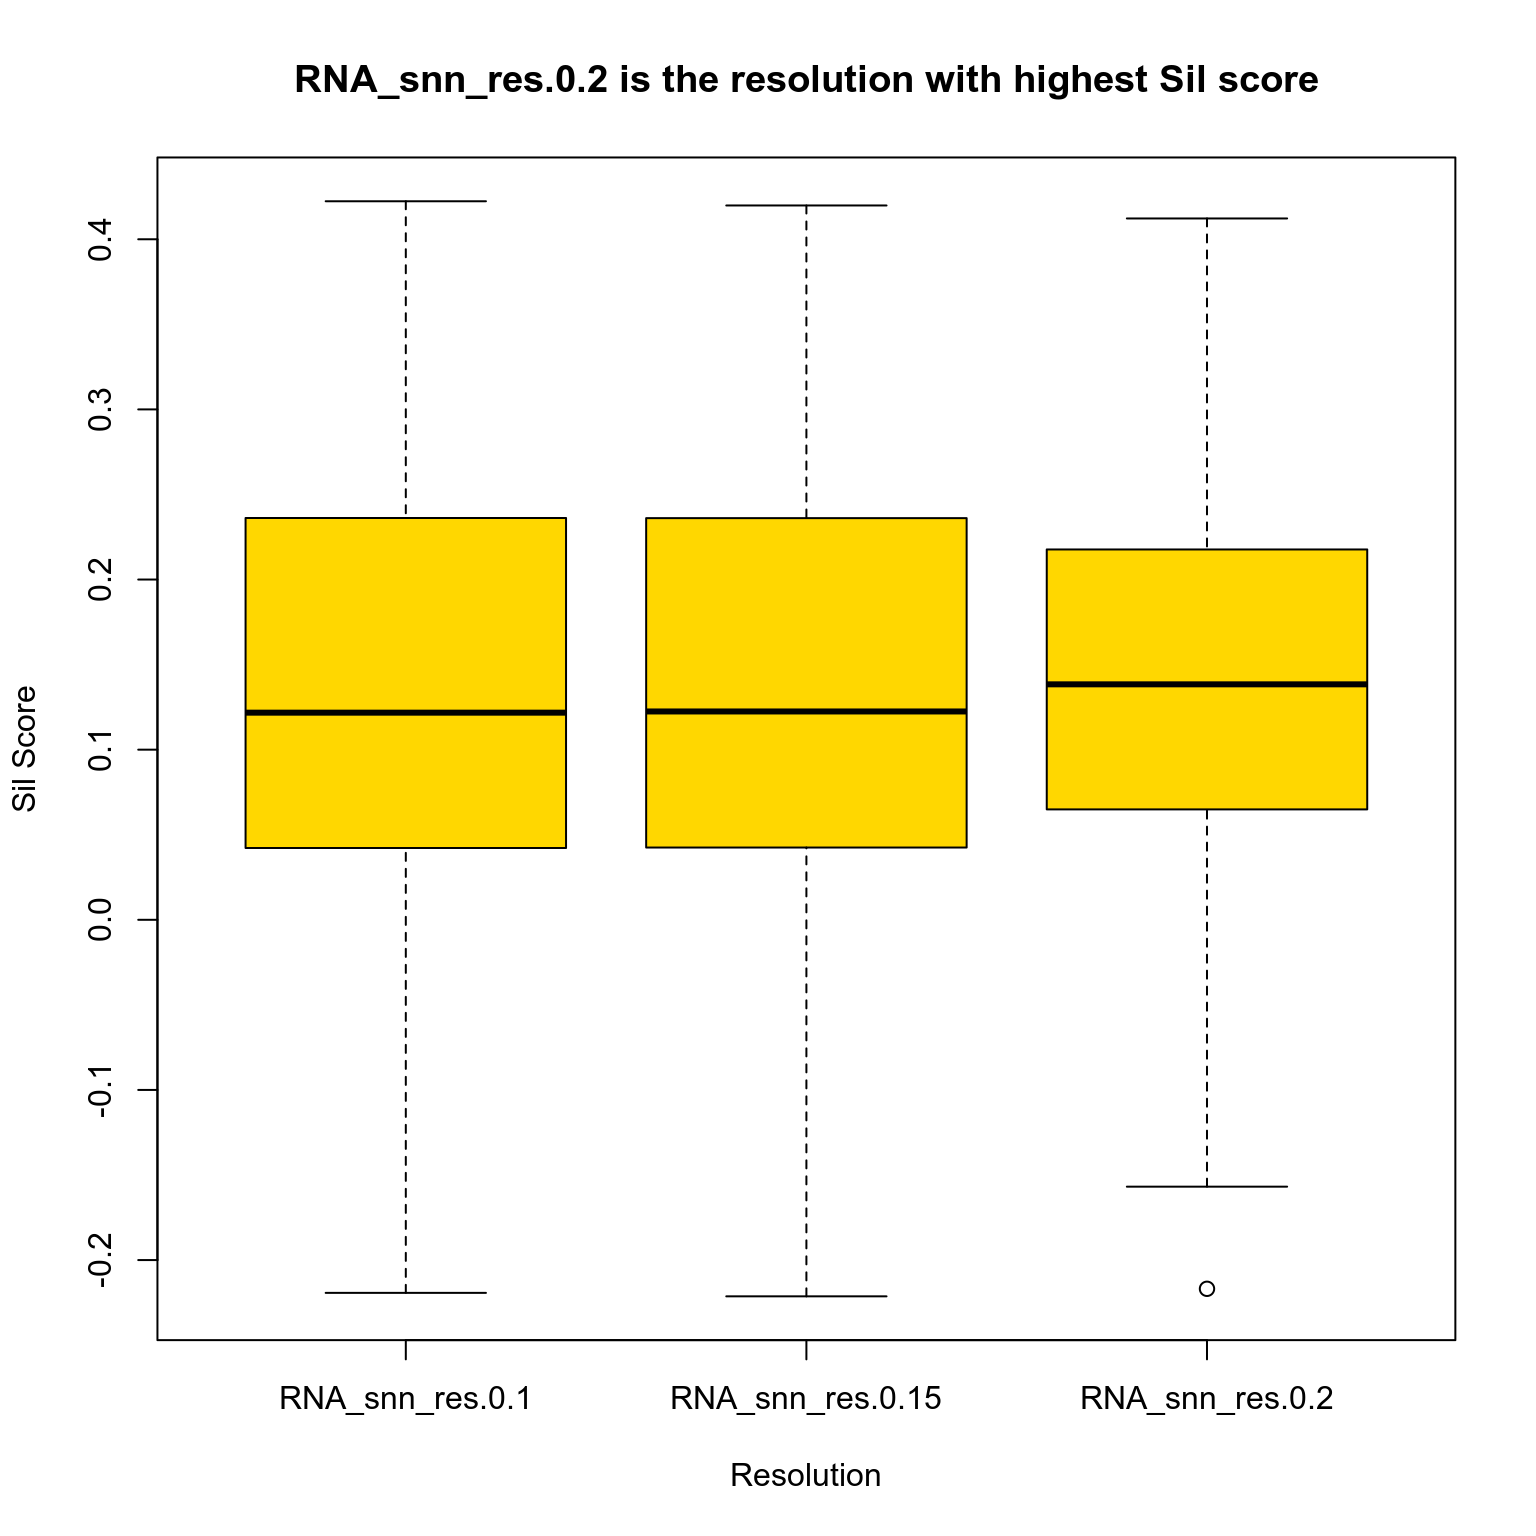 RNA_snn_res.0.2 is the resolution with highest Sil score
0.4
0.3
0.2
0.1
0.0
-0.1
-0.2
Sil Score
RNA_snn_res.0.1 RNA_snn_res.0.15 RNA_snn_res.0.2
Resolution